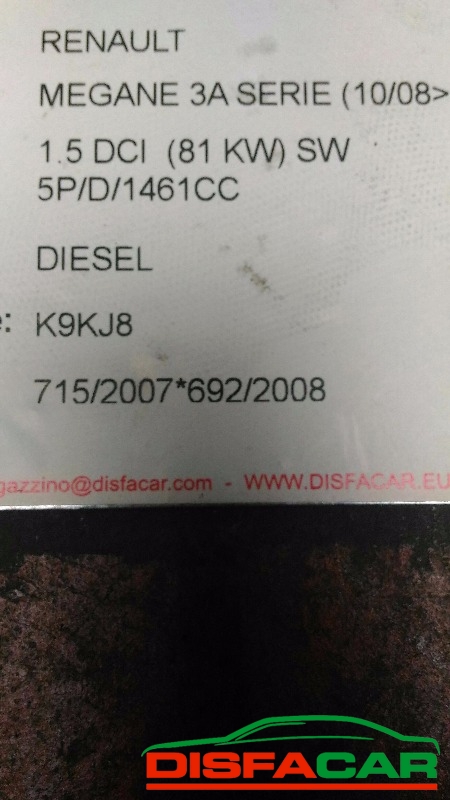 RENAULT
MEGANE 3A SERIE (10/08>
1.5 DCI (81 KW) SW
5P/D/1461CC
DIESEL
e: K9KJ8
715/2007*692/2008
gazzino@disfacar.com - WWW.DISFACAR.EU
DISFACAR